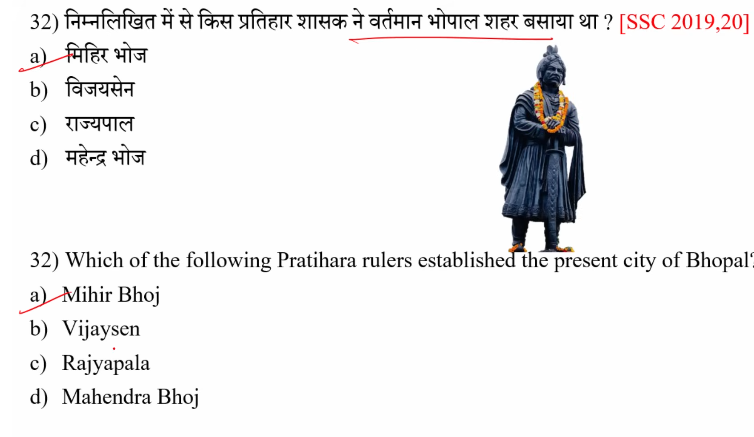 32) निम्नलिखित में से किस प्रतिहार शासक ने वर्तमान भोपाल शहर बसाया था ? [SSC 2019,20]
a) मिहिर भोज
b) विजयसेन
c) राज्यपाल
d) महेन्द्र भोज
32) Which of the following Pratihara rulers established the present city of Bhopal?
a) Mihir Bhoj
b) Vijaysen
c) Rajyapala
d) Mahendra Bhoj